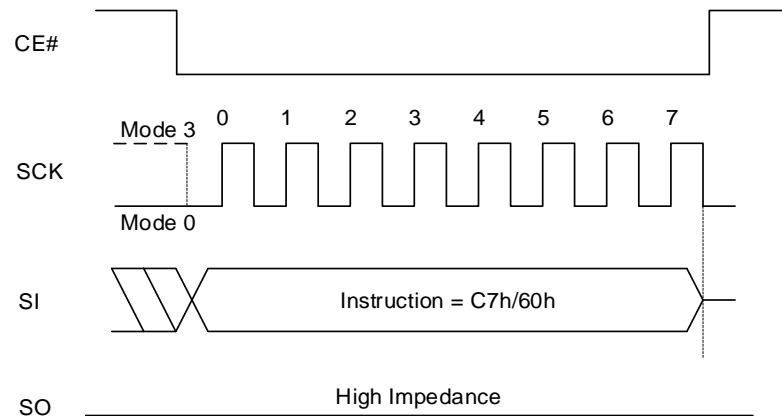 CE#
Mode 3
0 1 2 3 4 5 6 7
SCK
Mode 0
SI
Instruction = C7h/60h
High Impedance
SO